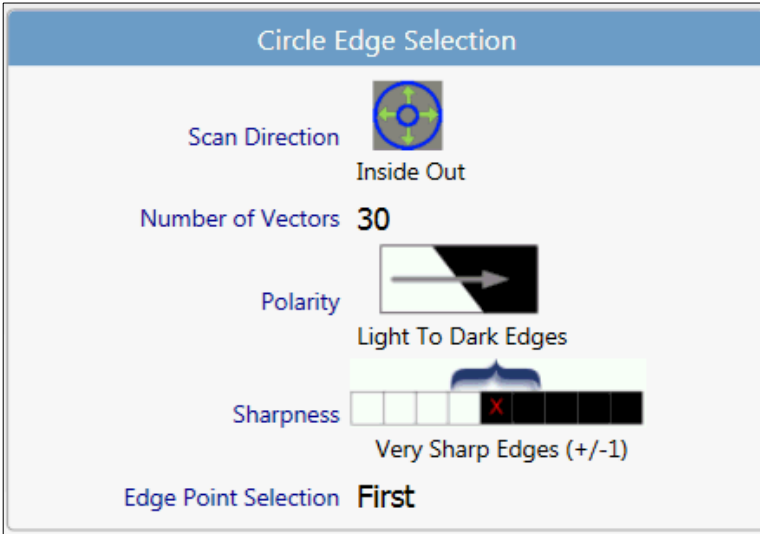 Circle Edge Selection
Scan Direction
Inside Out
Number of Vectors 30
Polarity
Light To Dark Edges
Sharpness X
Very Sharp Edges (+/-1)
Edge Point Selection First